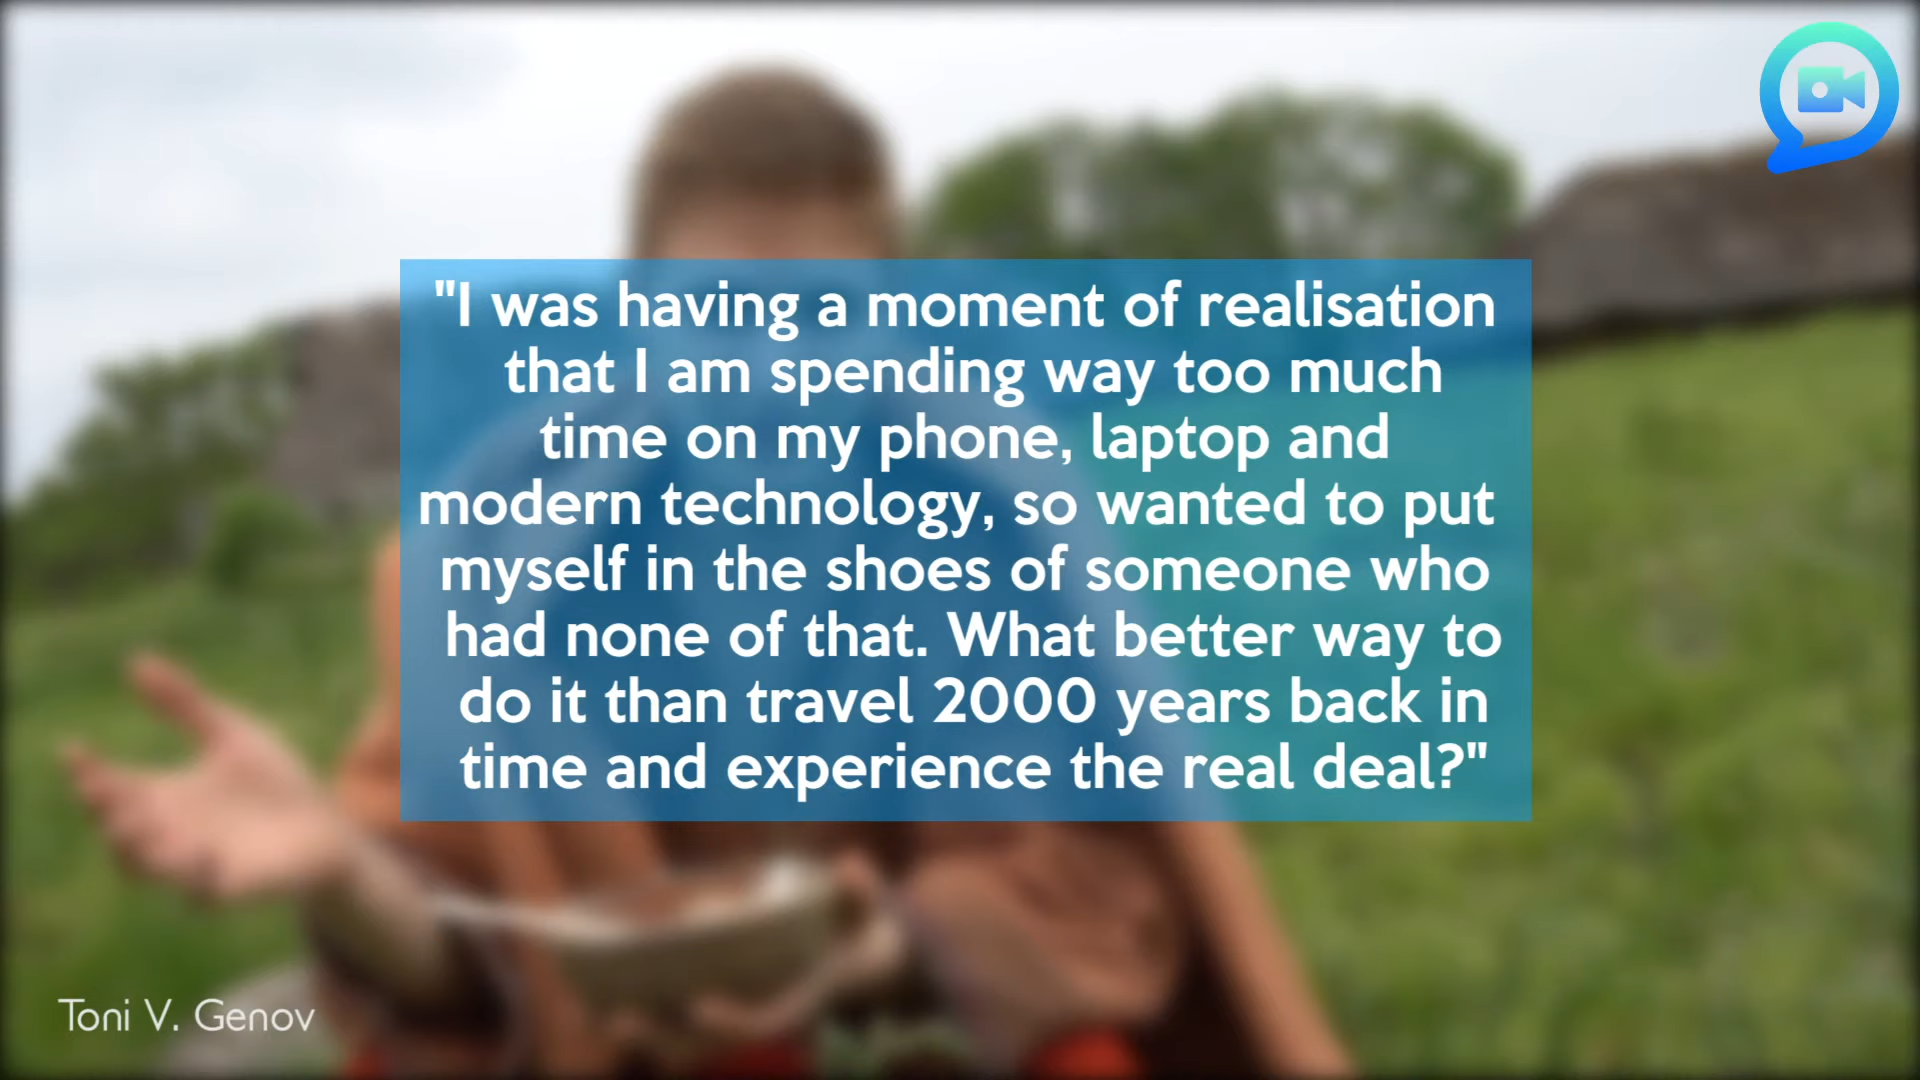 "I was having a moment of realisation
that I am spending way too much
time on my phone, laptop and
modern technology, so wanted to put
myself in the shoes of someone who
had none of that. What better way to
do it than travel 2000 years back in
time and experience the real deal?"
Toni V. Genov